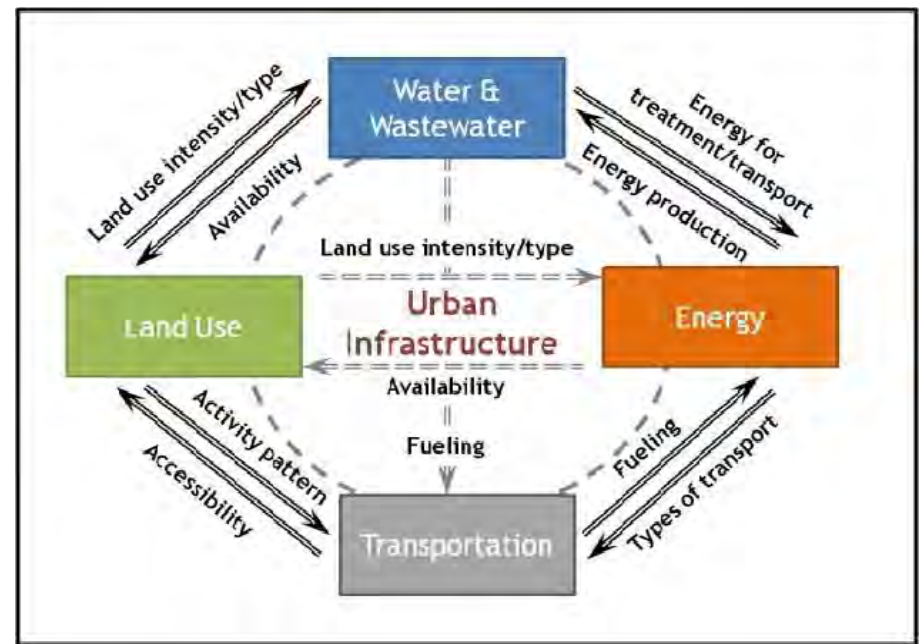 Water &
Wastewater
Land use intensity/type
Availability
Energy for
treatment/transport
Energy production
Land use intensity/type
Land Use
Urban
Infrastructure
Energy
Availability
Fueling
Activity pattern
Accessibility
Fueling
Types of transport
Transportation